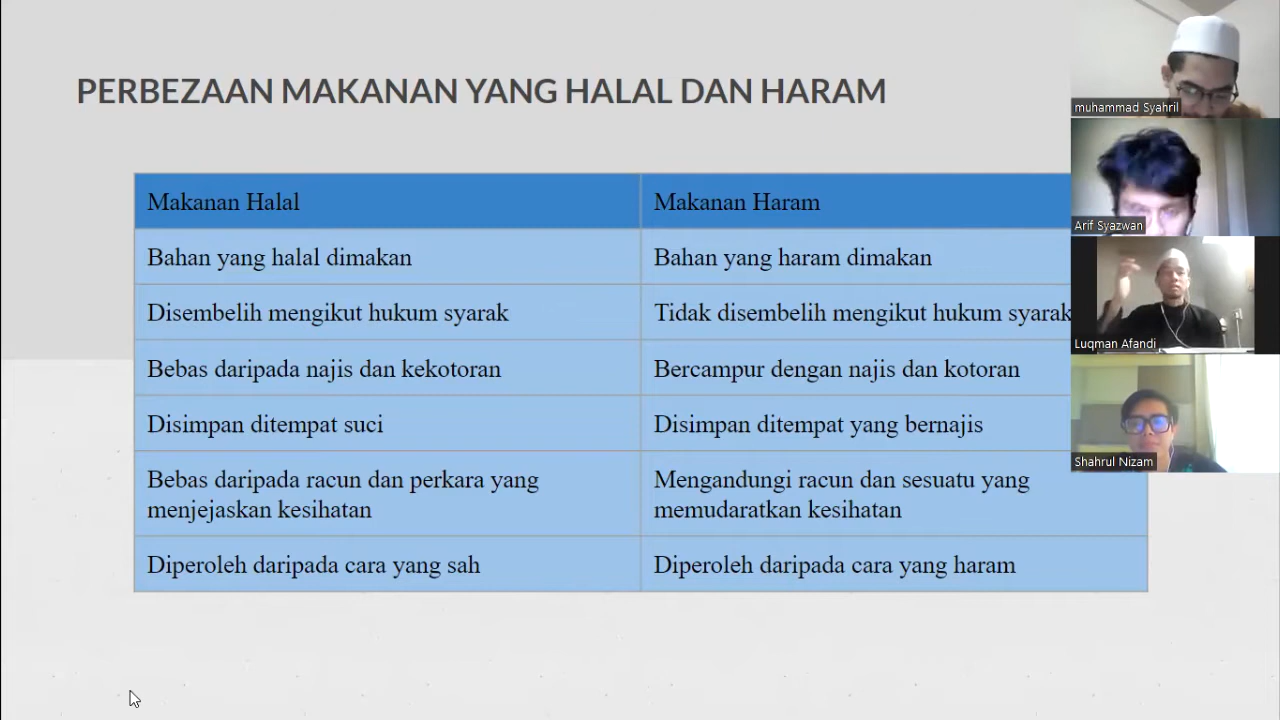 PERBEZAAN MAKANAN YANG HALAL DAN HARAM
Makanan Halal
Makanan Haram
Bahan yang halal dimakan
Bahan yang haram dimakan
Disembelih mengikut hukum syarak
Tidak disembelih mengikut hukum syarak
Bebas daripada najis dan kekotoran
Bercampur dengan najis dan kotoran
Disimpan ditempat suci
Disimpan ditempat yang bernajis
Bebas daripada racun dan perkara yang
menjejaskan kesihatan
Mengandungi racun dan sesuatu yang
memudaratkan kesihatan
Diperoleh daripada cara yang sah
Diperoleh daripada cara yang haram
muhammad Syahril
Arif Syazwan
Luqman Afandi
Shahrul Nizam